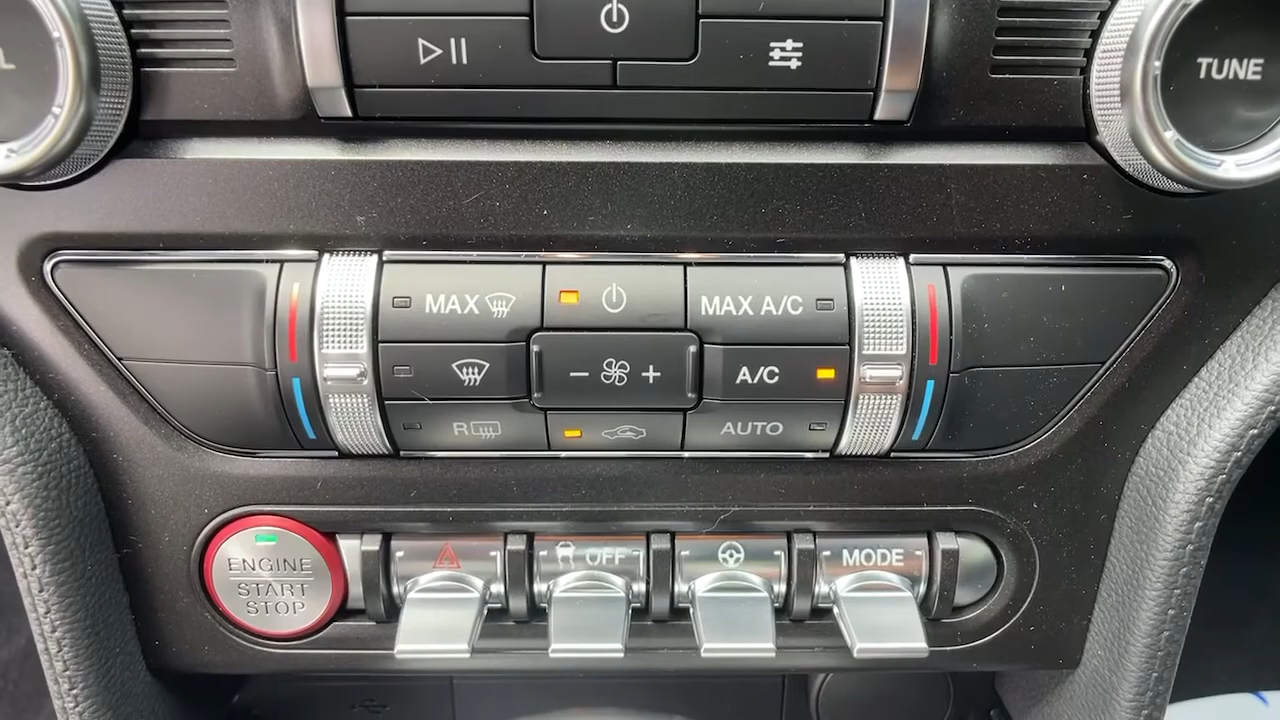 TUNE
MAX
MAX A/C
A/C
R
AUTO
ENGINE
START
STOP
OFF
MODE